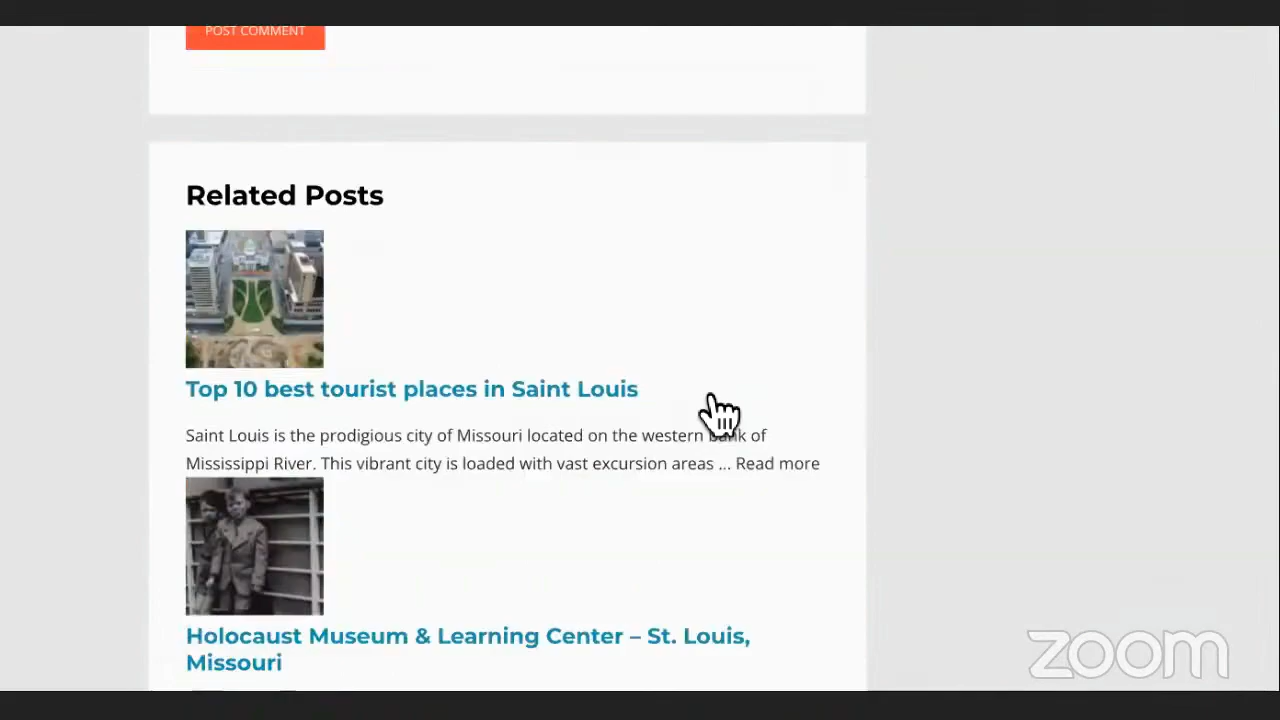 POST COMMENT
Related Posts
Top 10 best tourist places in Saint Louis
Saint Louis is the prodigious city of Missouri located on the western bank of
Mississippi River. This vibrant city is loaded with vast excursion areas ... Read more
Holocaust Museum & Learning Center – St. Louis,
Missouri
zoom